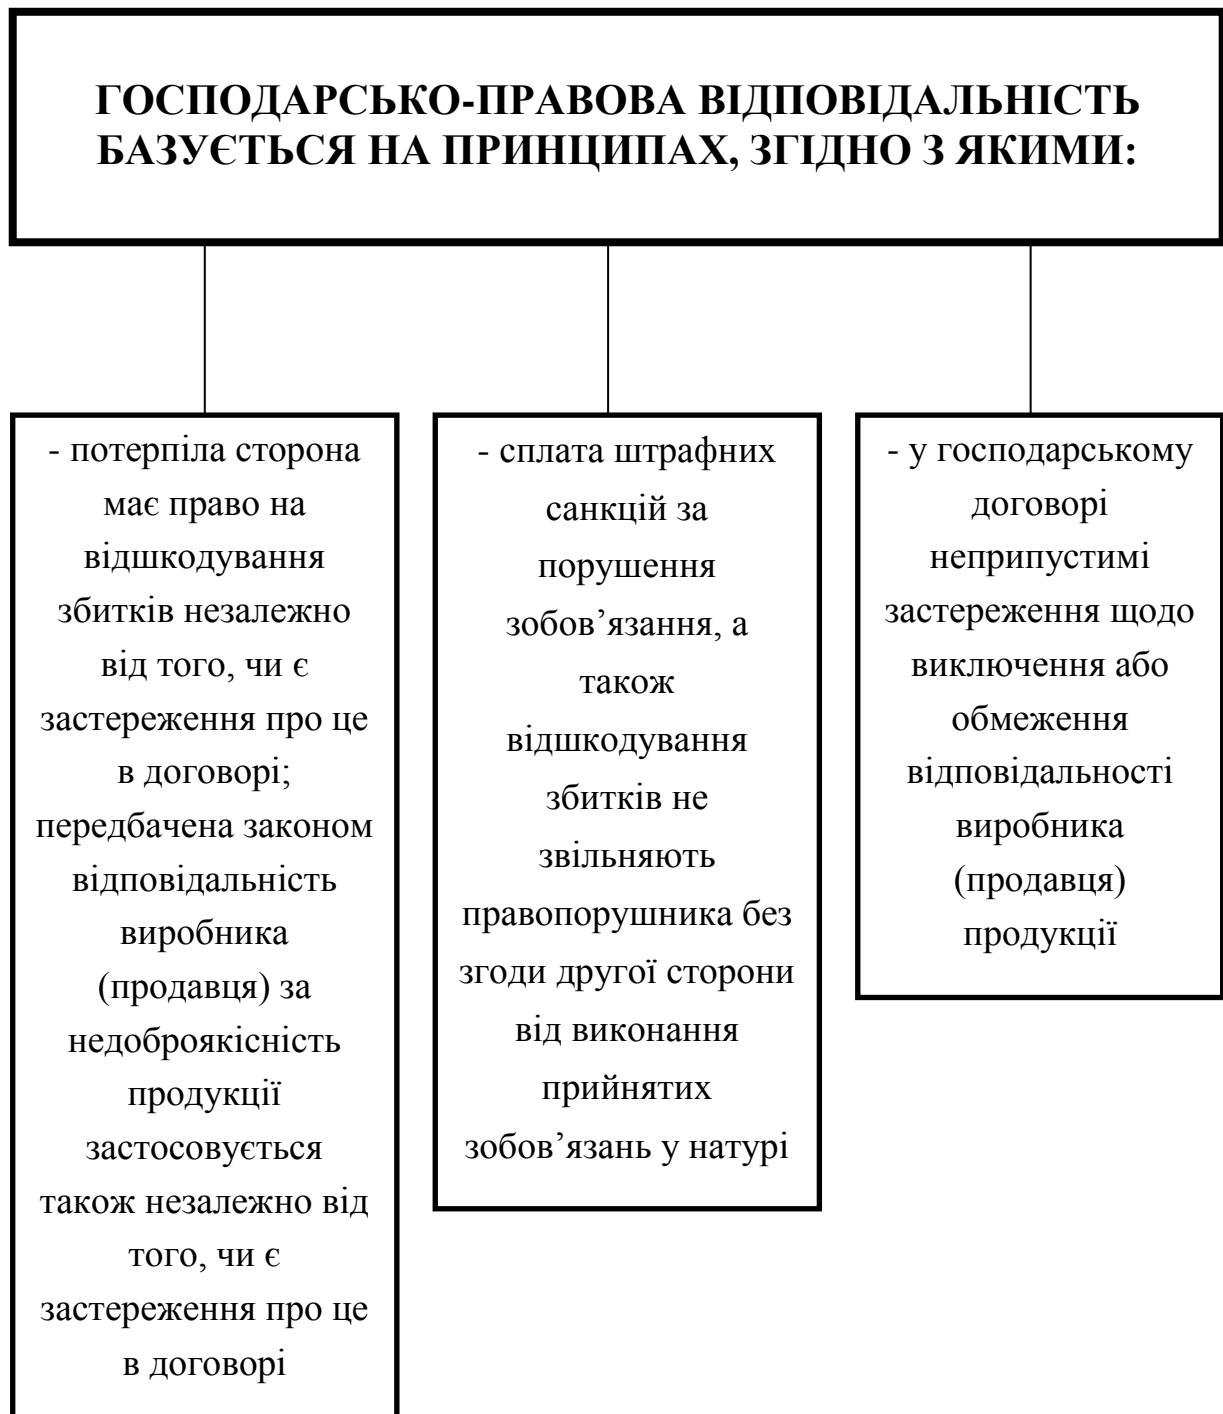 ГОСПОДАРСЬКО-ПРАВОВА ВІДПОВІДАЛЬНІСТЬ
БАЗУЄТЬСЯ НА ПРИНЦИПАХ, ЗГІДНО З ЯКИМИ:
- потерпіла сторона
має право на
відшкодування
збитків незалежно
від того, чи є
застереження про це
в договорі;
передбачена законом
відповідальність
виробника
(продавця) за
недоброякісність
продукції
застосовується
також незалежно від
того, чи є
застереження про це
в договорі
- сплата штрафних
санкцій за
порушення
зобов’язання, а
також
відшкодування
збитків не
звільняють
правопорушника без
згоди другої сторони
від виконання
прийнятих
зобов’язань у натурі
- у господарському
договорі
неприпустимі
застереження щодо
виключення або
обмеження
відповідальності
виробника
(продавця)
продукції